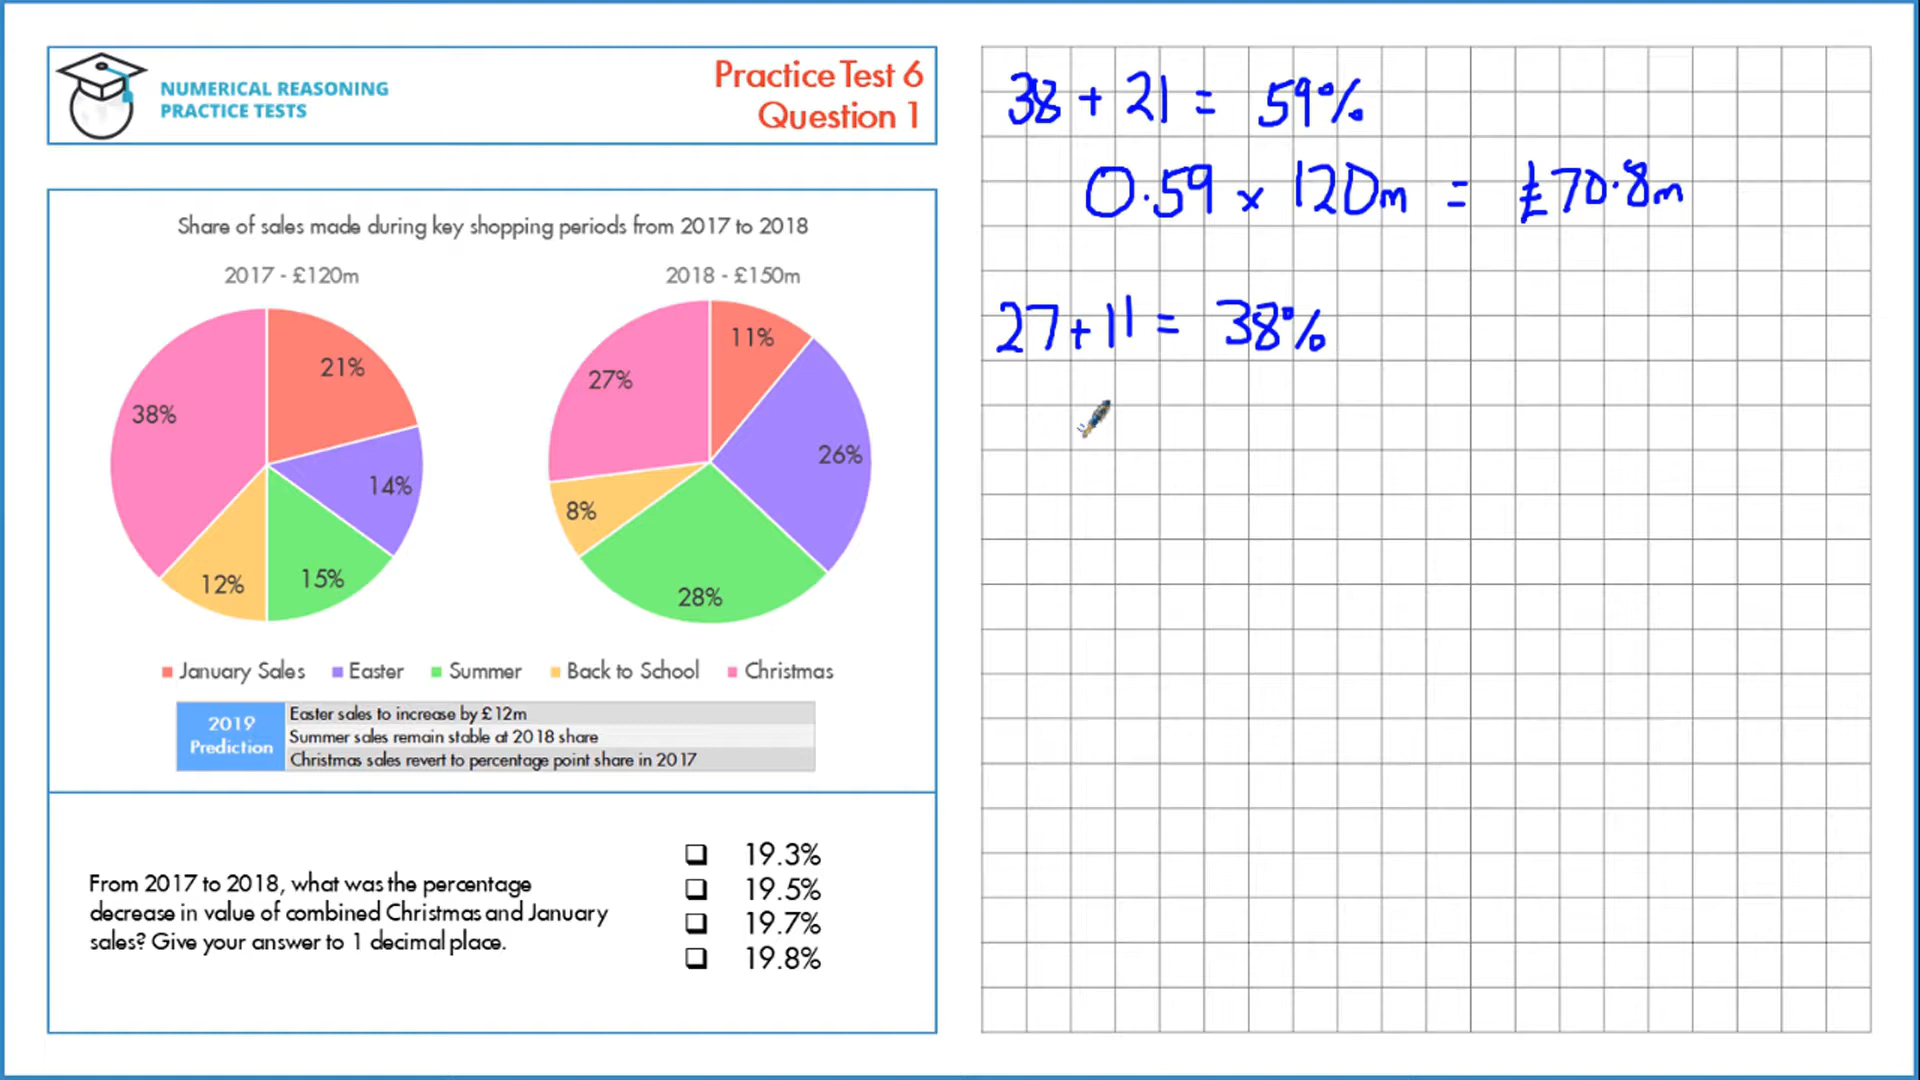 NUMERICAL REASONING
PRACTICE TESTS
Practice Test 6
Question 1
Share of sales made during key shopping periods from 2017 to 2018
2017 - £120m
2018 - £150m
21%
14%
15%
12%
38%
11%
26%
28%
8%
27%
January Sales Easter Summer Back to School Christmas
2019
Prediction
Easter sales to increase by £12m
Summer sales remain stable at 2018 share
Christmas sales revert to percentage point share in 2017
From 2017 to 2018, what was the percentage
decrease in value of combined Christmas and January
sales? Give your answer to 1 decimal place.
19.3%
19.5%
19.7%
19.8%
38 + 21 = 59%
0.59 × 120m = £70.8m
27+11 = 38%